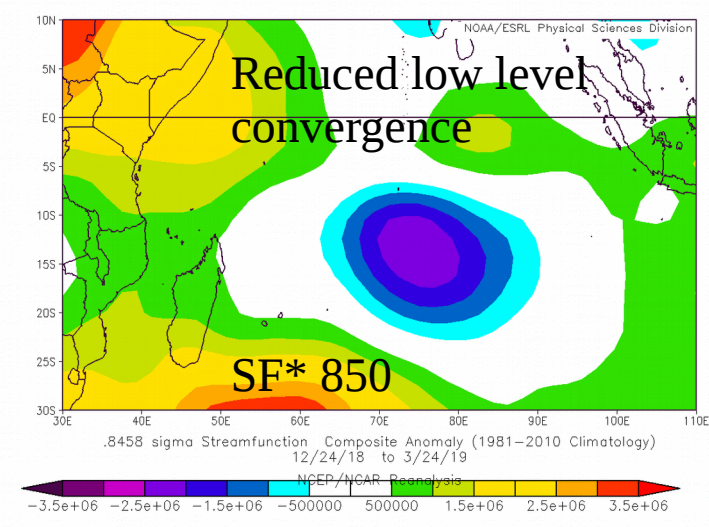 10N
NOAA/ESRL Physical Sciences Division
5N
Reduced low level
EQ
convergence
5S
10S
15S
20S
25S
SF* 850
30S
30E 40E 50E 60E 70E 80E 90E 100E 110E
.8458 sigma Streamfunction Composite Anomaly (1981-2010 Climatology)
12/24/18 to 3/24/19
NCEP/NCAR Reanalysis
-3.5e+06 -2.5e+06 -1.5e+06 -500000 500000 1.5e+06 2.5e+06 3.5e+06